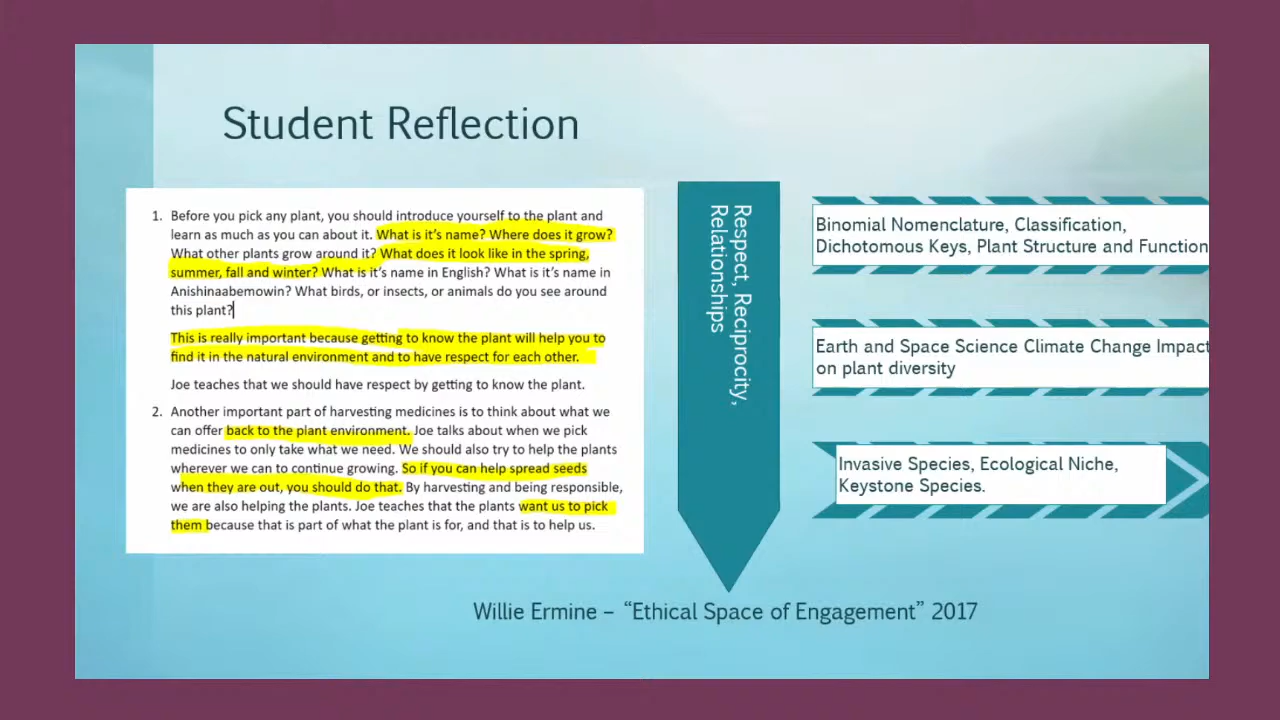 Student Reflection
1. Before you pick any plant, you should introduce yourself to the plant and
learn as much as you can about it. What is it's name? Where does it grow?
What other plants grow around it? What does it look like in the spring,
summer, fall and winter? What is it's name in English? What is it's name in
Anishinaabemowin? What birds, or insects, or animals do you see around
this plant?
This is really important because getting to know the plant will help you to
find it in the natural environment and to have respect for each other.
Joe teaches that we should have respect by getting to know the plant.
2. Another important part of harvesting medicines is to think about what we
can offer back to the plant environment. Joe talks about when we pick
medicines to only take what we need. We should also try to help the plants
wherever we can to continue growing. So if you can help spread seeds
when they are out, you should do that. By harvesting and being responsible,
we are also helping the plants. Joe teaches that the plants want us to pick
them because that is part of what the plant is for, and that is to help us.
Respect, Reciprocity,
Relationships
Binomial Nomenclature, Classification,
Dichotomous Keys, Plant Structure and Function
Earth and Space Science Climate Change Impact
on plant diversity
Invasive Species, Ecological Niche,
Keystone Species.
Willie Ermine – “Ethical Space of Engagement” 2017